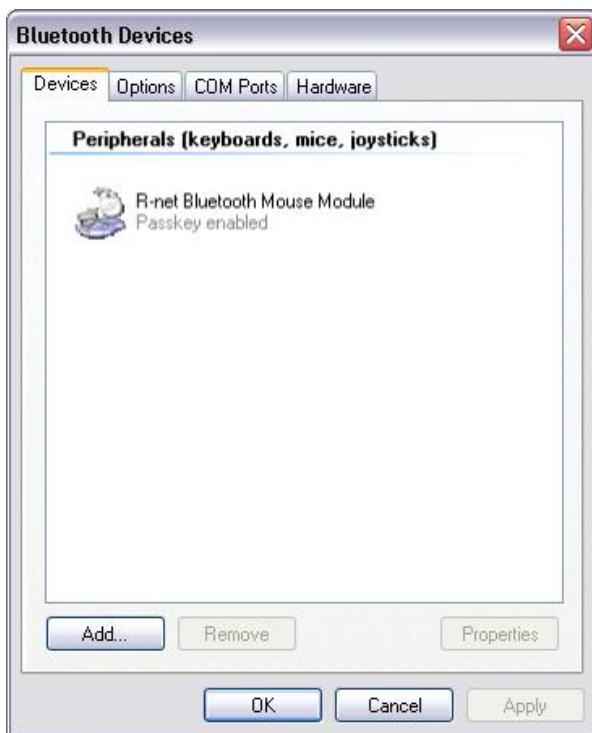 Bluetooth Devices
Devices Options COM Ports Hardware
Peripherals (keyboards, mice, joysticks)
R-net Bluetooth Mouse Module
Passkey enabled
Add... Remove Properties
OK Cancel Apply